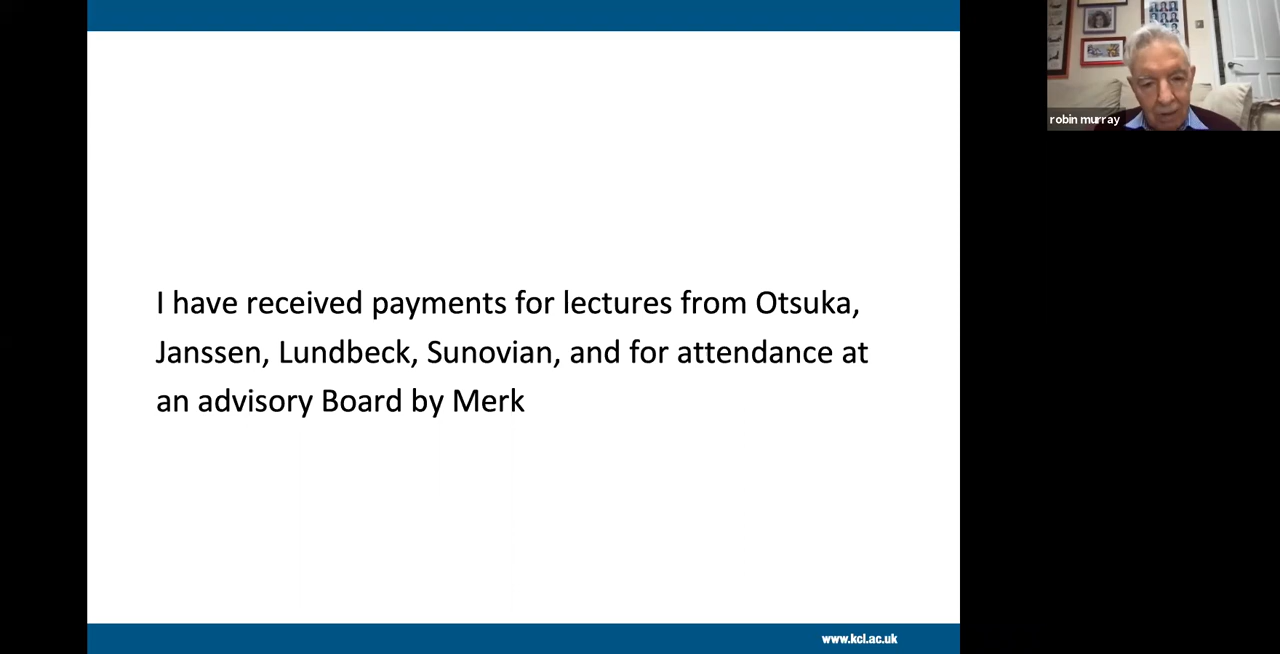 I have received payments for lectures from Otsuka,
Janssen, Lundbeck, Sunovian, and for attendance at
an advisory Board by Merk
www.kcl.ac.uk
robin murray